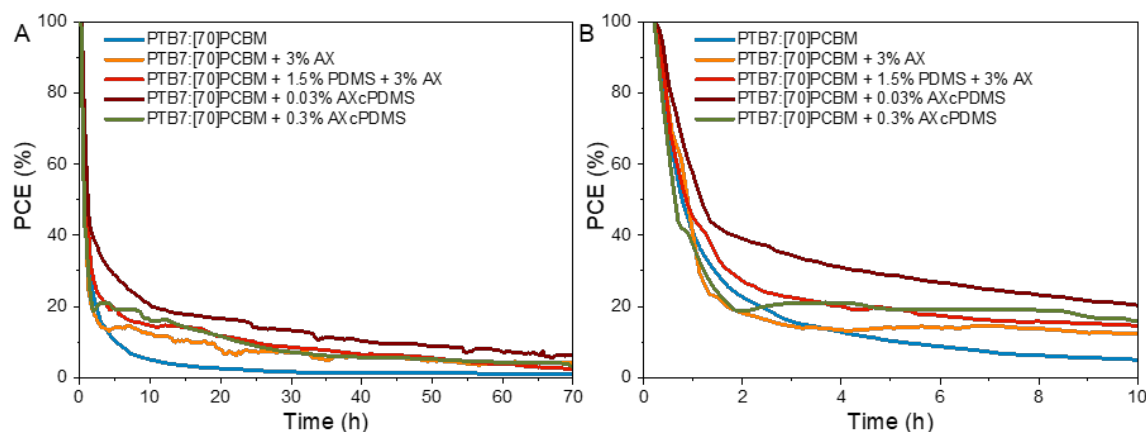 A
PTB7:[70]PCBM
PTB7:[70]PCBM + 3% AX
PTB7:[70]PCBM + 1.5% PDMS + 3% AX
PTB7:[70]PCBM + 0.03% AXcPDMS
PTB7:[70]PCBM + 0.3% AXcPDMS
100
80
60
40
20
0
PCE (%)
0 10 20 30 40 50 60 70
Time (h)
B
PTB7:[70]PCBM
PTB7:[70]PCBM + 3% AX
PTB7:[70]PCBM + 1.5% PDMS + 3% AX
PTB7:[70]PCBM + 0.03% AXcPDMS
PTB7:[70]PCBM + 0.3% AXcPDMS
100
80
60
40
20
0
PCE (%)
0 2 4 6 8 10
Time (h)